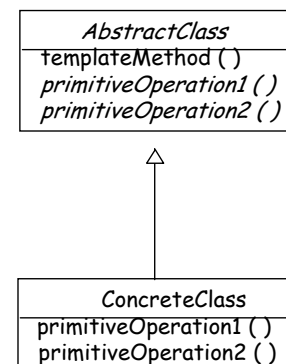 AbstractClass
templateMethod ( )
primitiveOperation1 ( )
primitiveOperation2 ( )
ConcreteClass
primitiveOperation1 ( )
primitiveOperation2 ( )